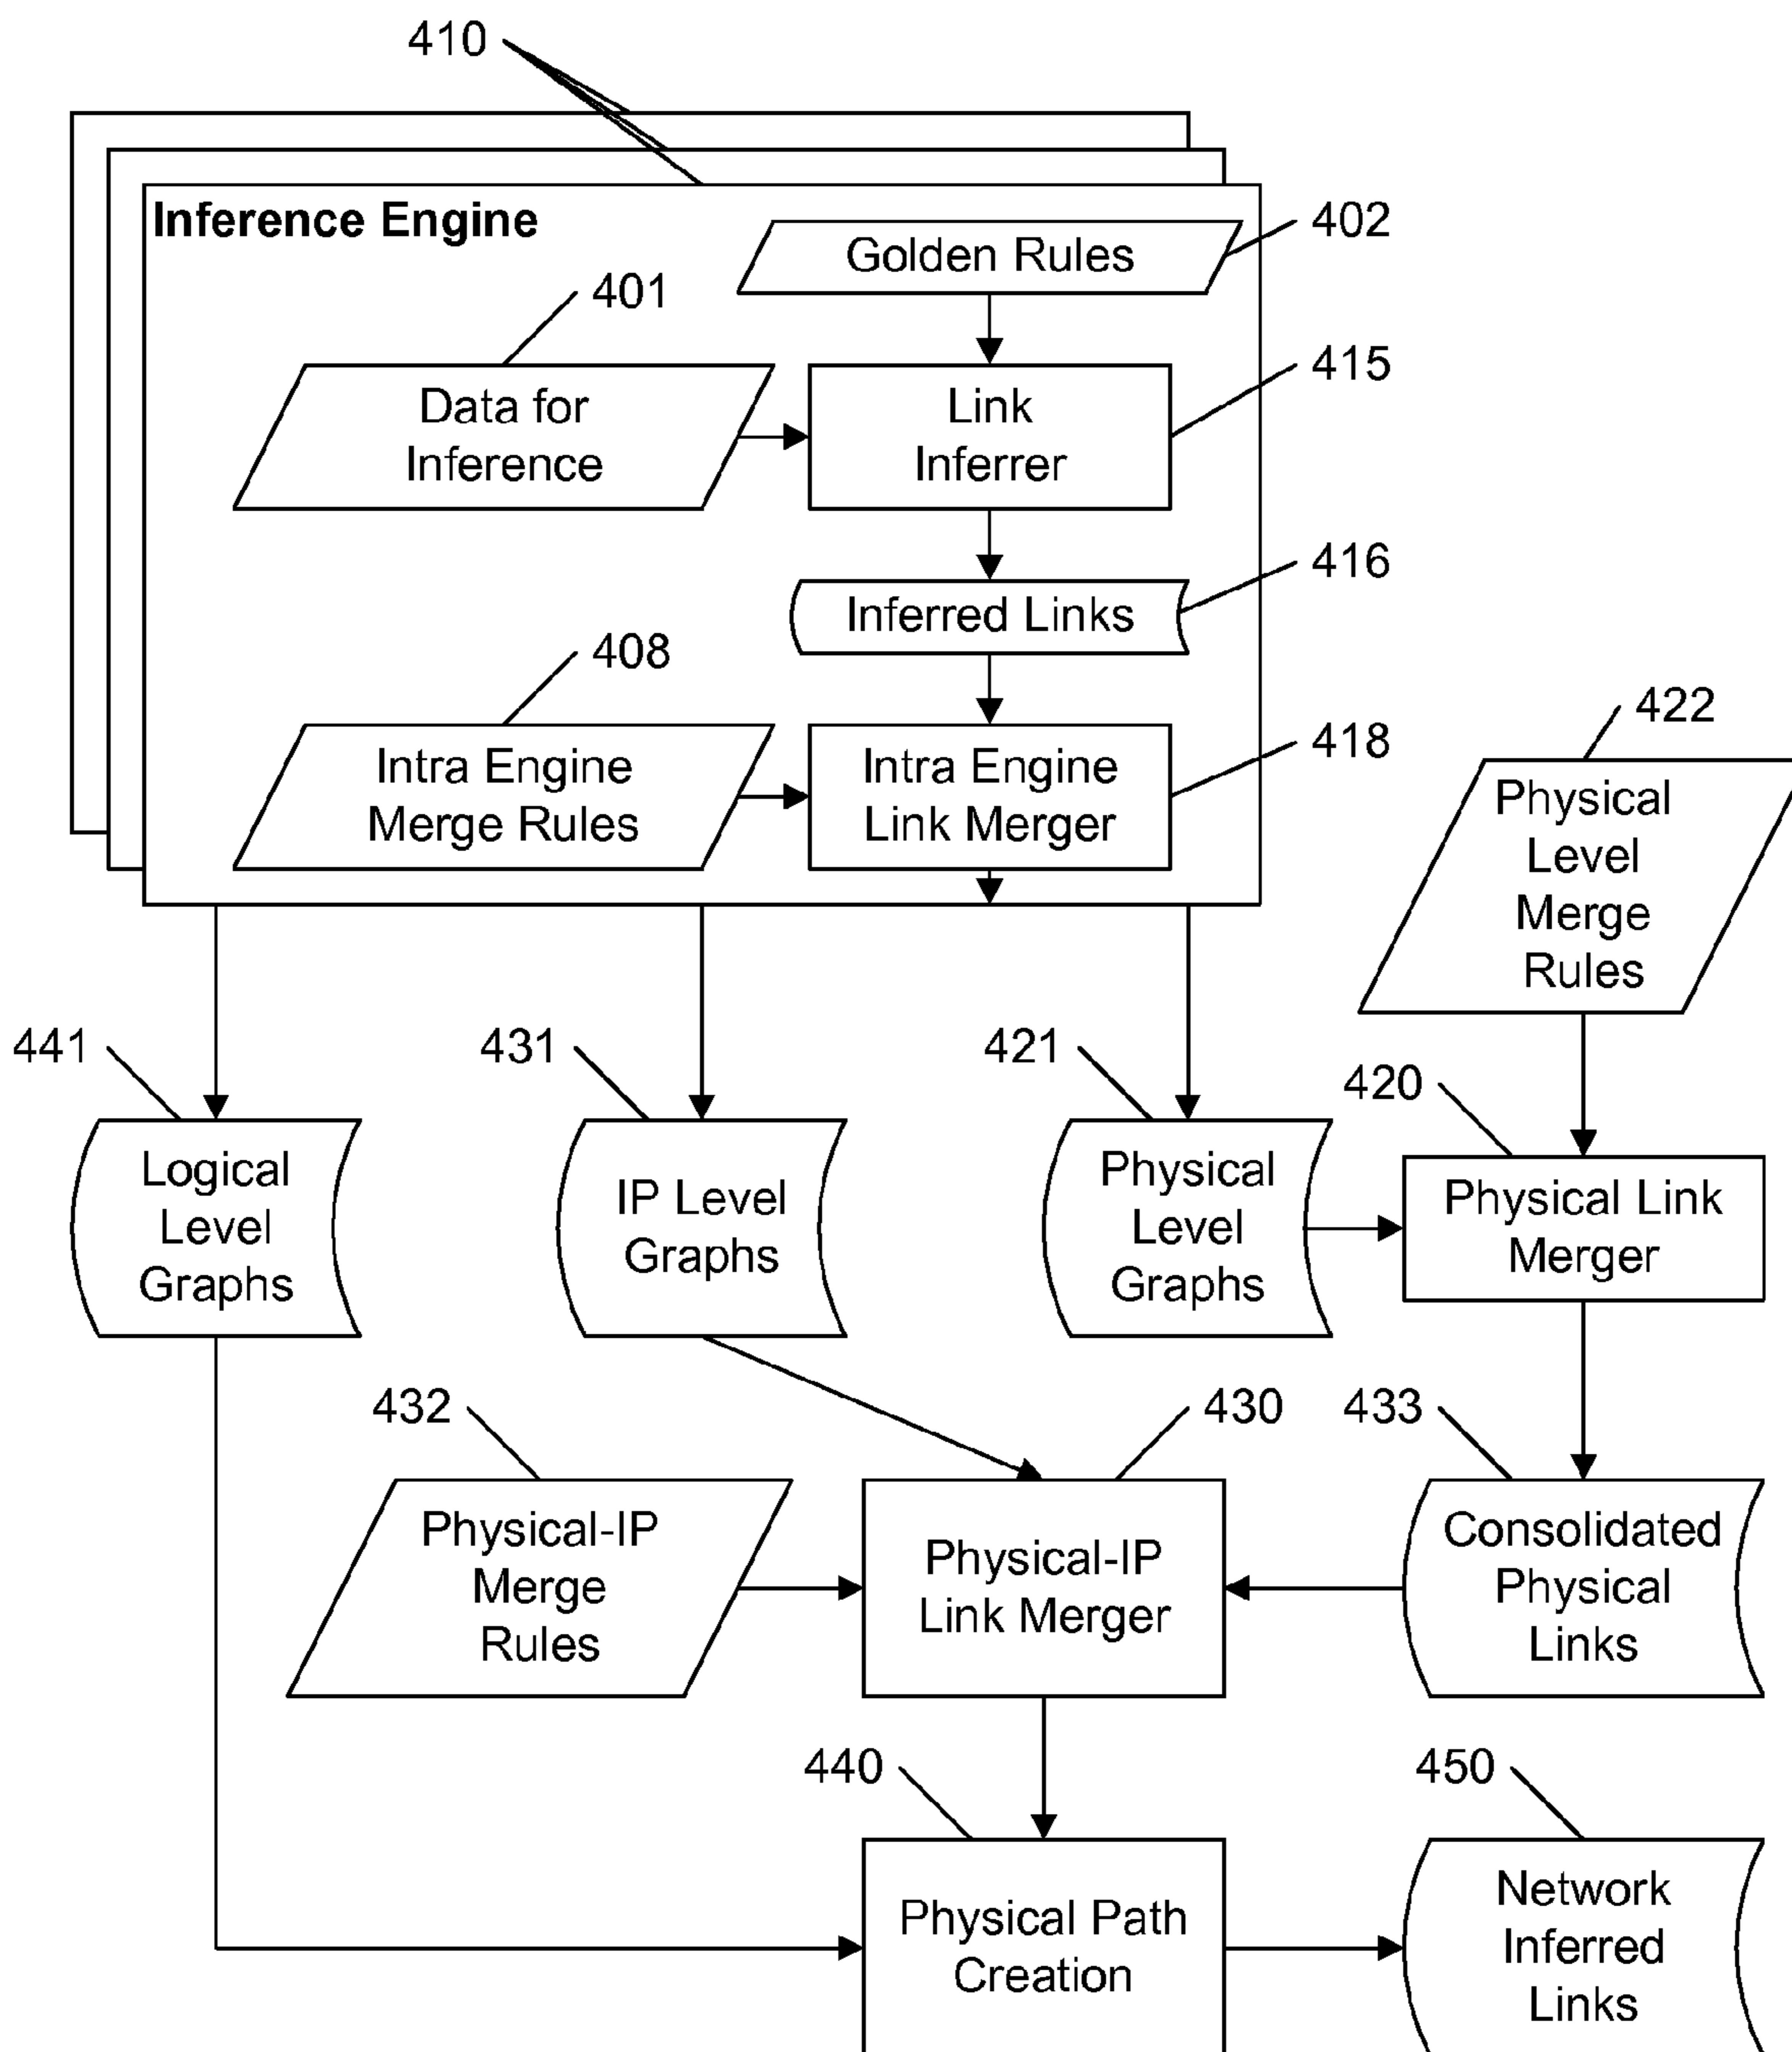 410
Inference Engine
402
Golden Rules
401
415
Data for
Inference
Link
Inferrer
416
Inferred Links
408
418
422
Intra Engine
Merge Rules
Intra Engine
Link Merger
Physical
Level
Merge
Rules
441
431
421
420
Logical
Level
Graphs
IP Level
Graphs
Physical
Level
Graphs
Physical Link
Merger
432
430
433
Physical-IP
Merge
Rules
Physical-IP
Link Merger
Consolidated
Physical
Links
440
450
Physical Path
Creation
Network
Inferred
Links